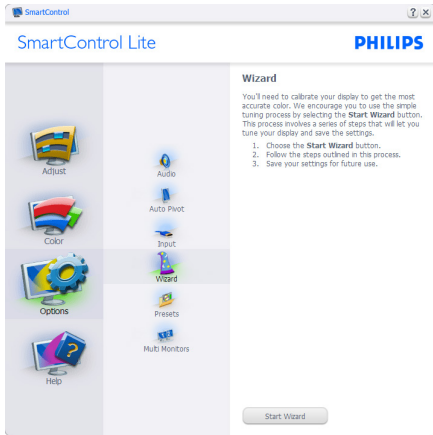 SmartControl
SmartControl Lite
PHILIPS
Adjust
Color
Options
Help
Audio
Auto Pivot
Input
Wizard
Presets
Multi Monitors
Wizard
You'll need to calibrate your display to get the most
accurate color. We encourage you to use the simple
tuning process by selecting the Start Wizard button.
This process involves a series of steps that will let you
tune your display and save the settings.
1. Choose the Start Wizard button.
2. Follow the steps outlined in this process.
3. Save your settings for future use.
Start Wizard